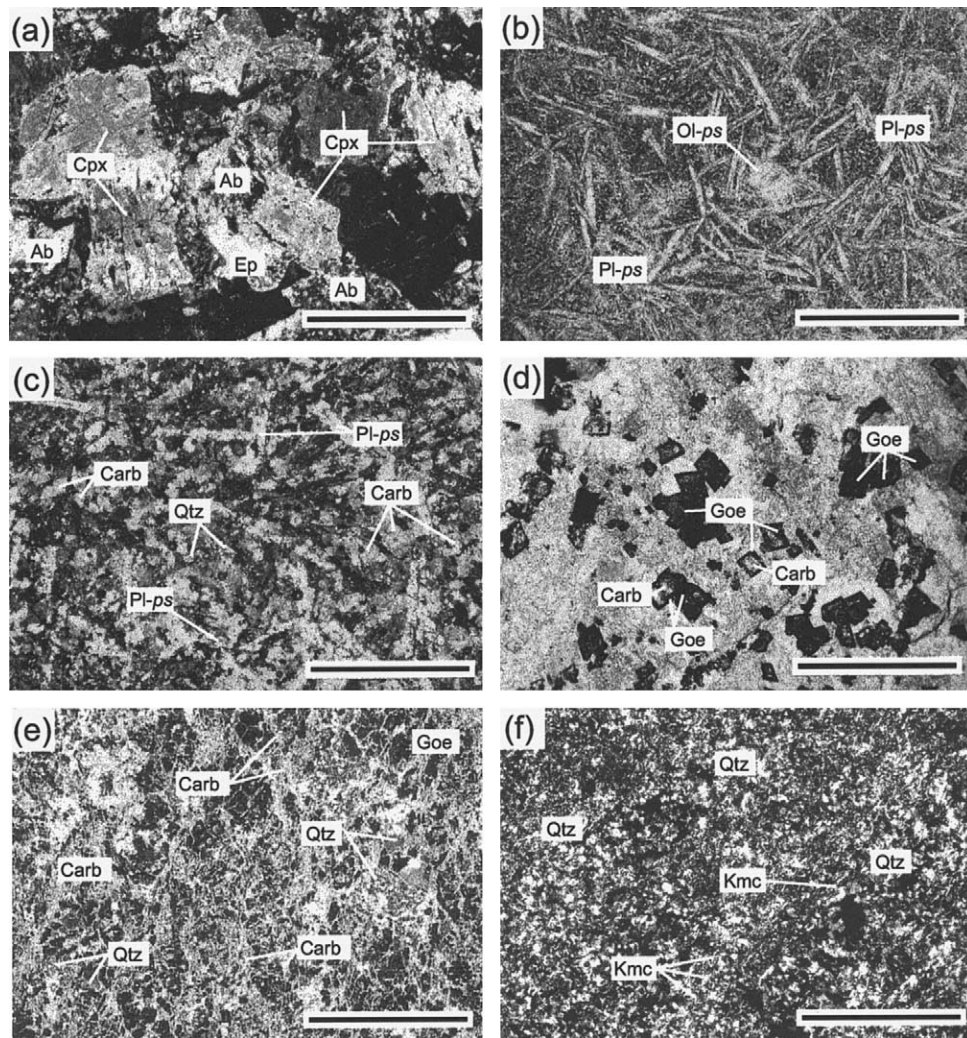 (a)
Cpx
Cpx
Ab
Ab
Ep
Ab
(b)
Ol-ps
Pl-ps
Pl-ps
(c)
Pl-ps
Carb
Carb
Qtz
Pl-ps
(d)
Goe
Goe
Carb
Carb
Goe
(e)
Goe
Carb
Qtz
Carb
Qtz
Carb
(f)
Qtz
Qtz
Qtz
Kmc
Kmc